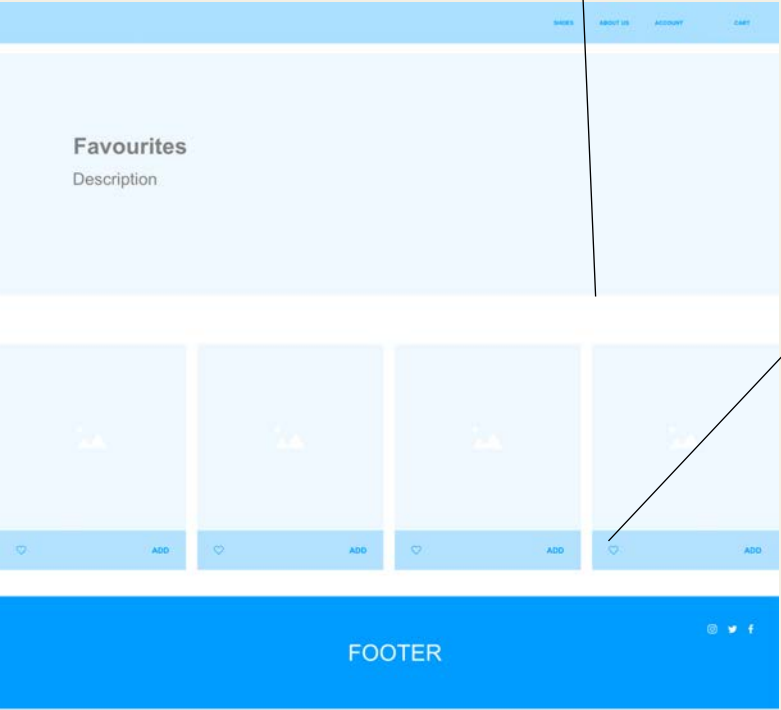 SHOES ABOUT US ACCOUNT CART
Favourites
Description
ADD ADD ADD ADD
FOOTER